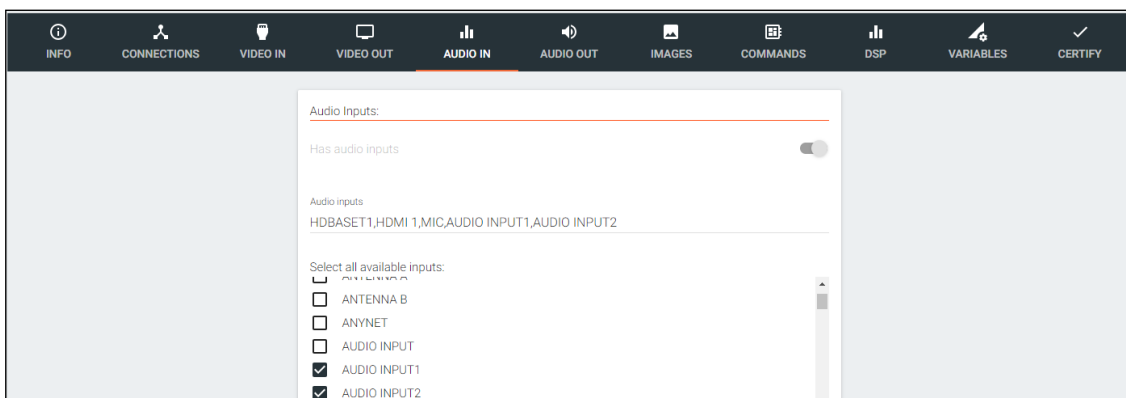 INFO CONNECTIONS VIDEO IN VIDEO OUT AUDIO IN AUDIO OUT IMAGES COMMANDS DSP VARIABLES CERTIFY
Audio Inputs:
Has audio inputs
Audio inputs
HDBASET1,HDMI 1,MIC,AUDIO INPUT1,AUDIO INPUT2
Select all available inputs:
ANTENNA A
ANTENNA B
ANYNET
AUDIO INPUT
AUDIO INPUT1
AUDIO INPUT2